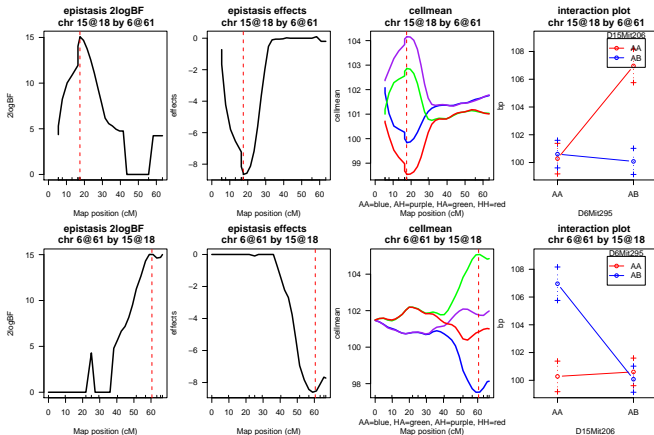 epistasis 2logBF
chr 15@18 by 6@61
2logBF
15
10
5
0
0 10 20 30 40 50 60
Map position (cM)
epistasis effects
chr 15@18 by 6@61
effects
0
-2
-4
-6
-8
0 10 20 30 40 50 60
Map position (cM)
cellmean
chr 15@18 by 6@61
cellmean
104
103
102
101
100
99
0 10 20 30 40 50 60
AA=blue, AH=purple, HA=green, HH=red
Map position (cM)
interaction plot
chr 15@18 by 6@61
D15Mit206
AA
AB
bp
108
106
104
102
100
AA AB
D6Mit295
epistasis 2logBF
chr 6@61 by 15@18
2logBF
15
10
5
0
0 10 20 30 40 50 60
Map position (cM)
epistasis effects
chr 6@61 by 15@18
effects
0
-2
-4
-6
-8
0 10 20 30 40 50 60
Map position (cM)
cellmean
chr 6@61 by 15@18
cellmean
104
102
100
98
0 10 20 30 40 50 60
AA=blue, HA=green, AH=purple, HH=red
Map position (cM)
interaction plot
chr 6@61 by 15@18
D6Mit295
AA
AB
bp
108
106
104
102
100
AA AB
D15Mit206